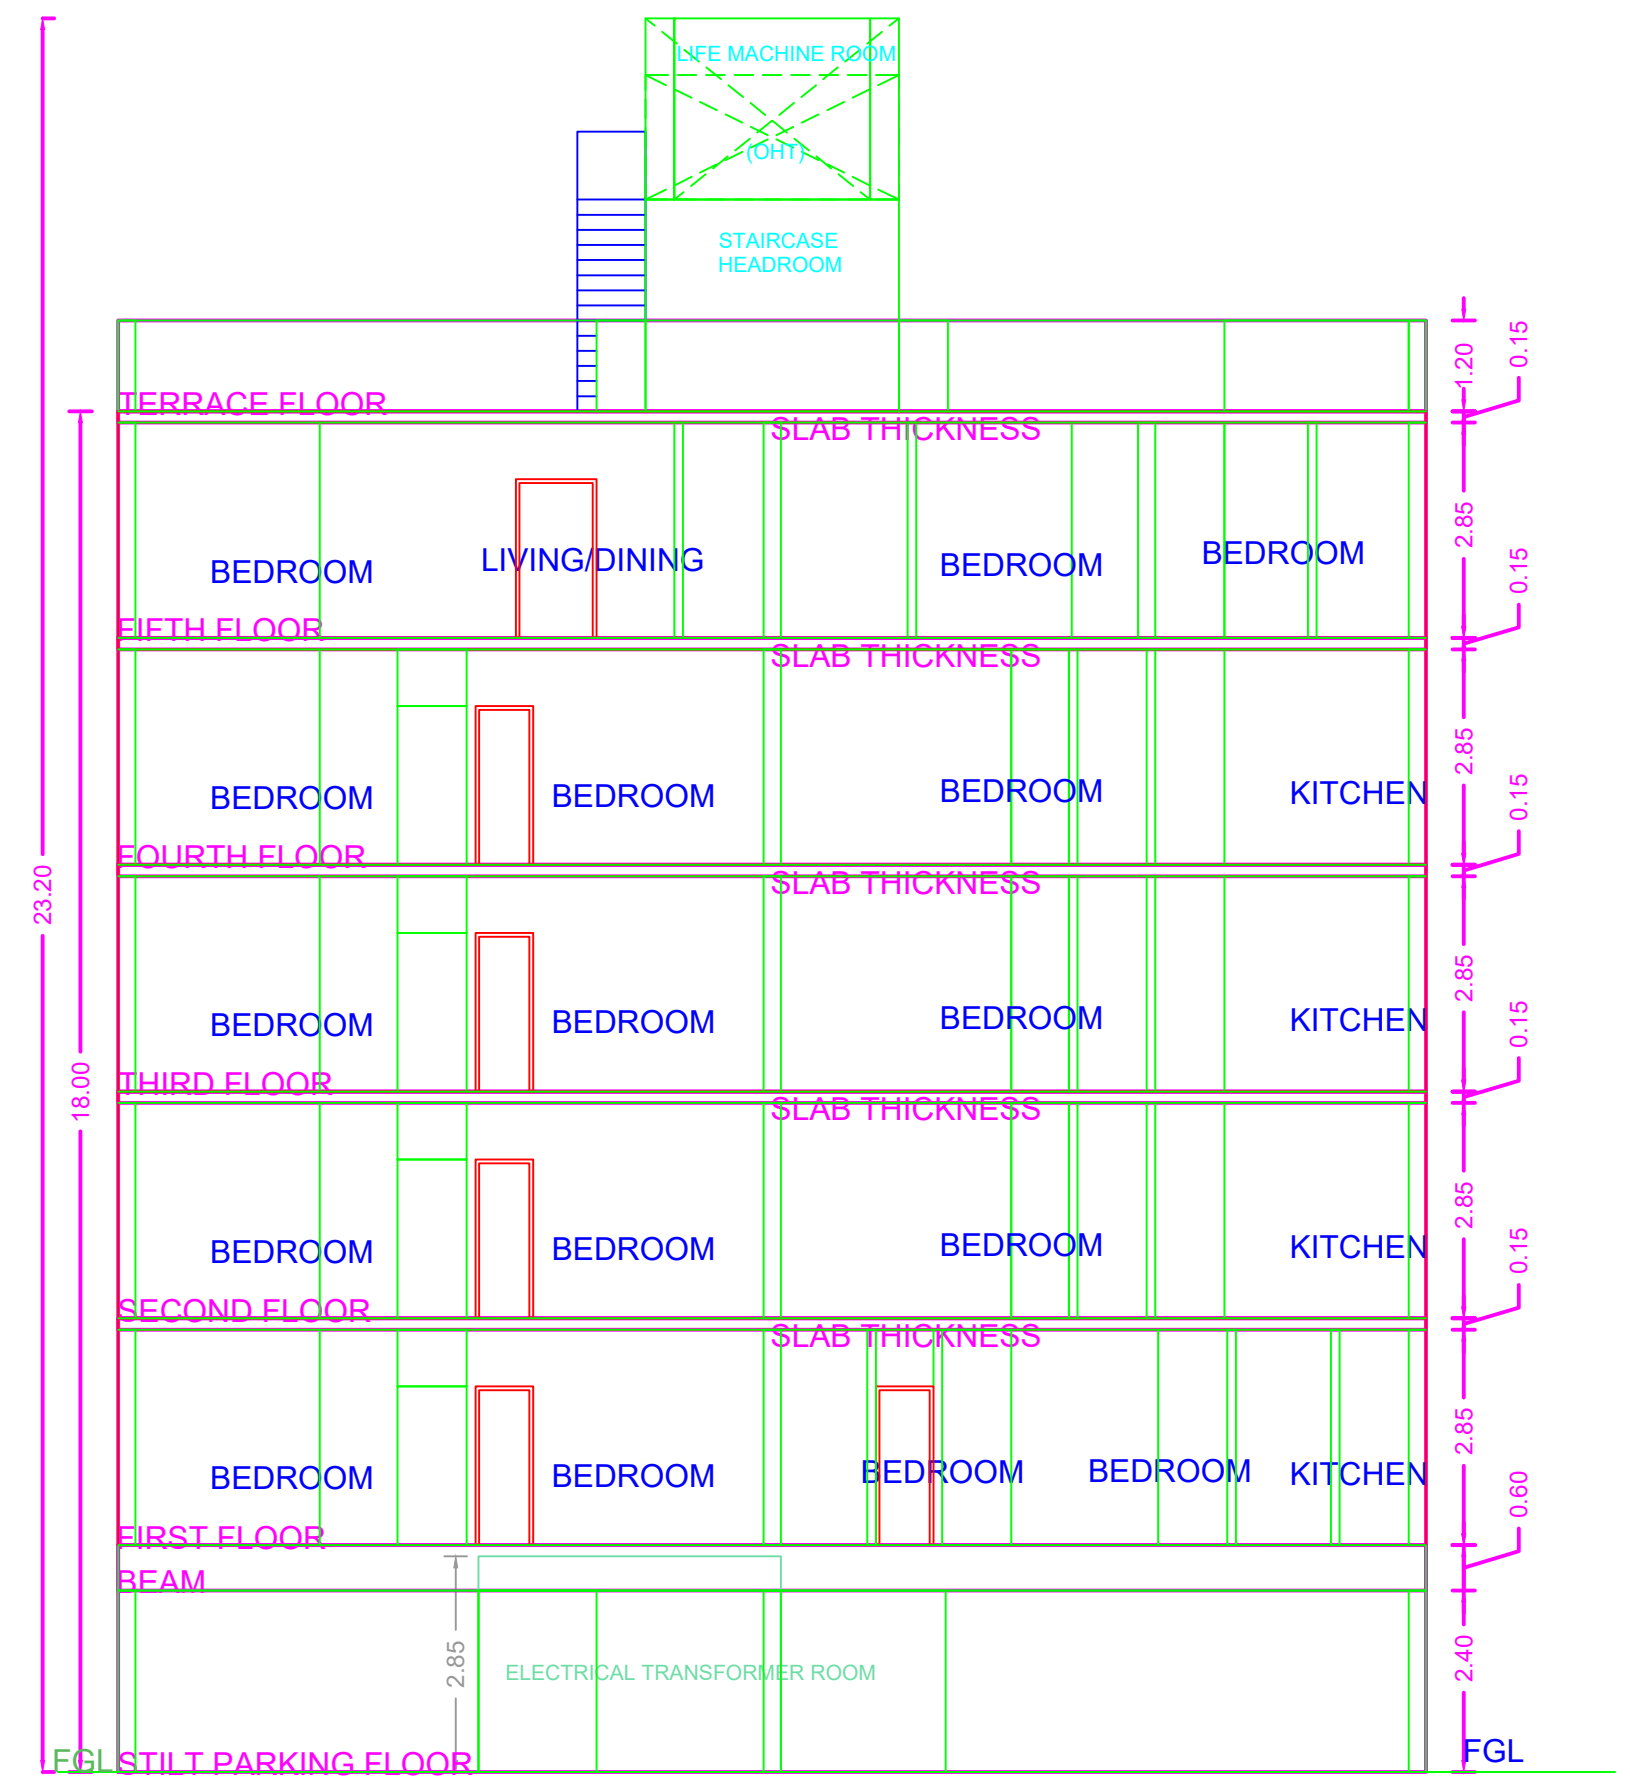 LIFE MACHINE ROOM
(OHT)
STAIRCASE
HEADROOM
1.20
0.15
TERRACE FLOOR
SLAB THICKNESS
2.85
BEDROOM
LIVING/DINING
BEDROOM
BEDROOM
0.15
FIFTH FLOOR
SLAB THICKNESS
2.85
BEDROOM
BEDROOM
BEDROOM
KITCHEN
0.15
FOURTH FLOOR
SLAB THICKNESS
23.20
2.85
BEDROOM
BEDROOM
BEDROOM
KITCHEN
0.15
THIRD FLOOR
18.00
SLAB THICKNESS
2.85
BEDROOM
BEDROOM
BEDROOM
KITCHEN
0.15
SECOND FLOOR
SLAB THICKNESS
2.85
BEDROOM
BEDROOM
BEDROOM
BEDROOM
KITCHEN
0.60
FIRST FLOOR
BEAM
2.85
ELECTRICAL TRANSFORMER ROOM
2.40
FGL
STILT PARKING FLOOR
FGL